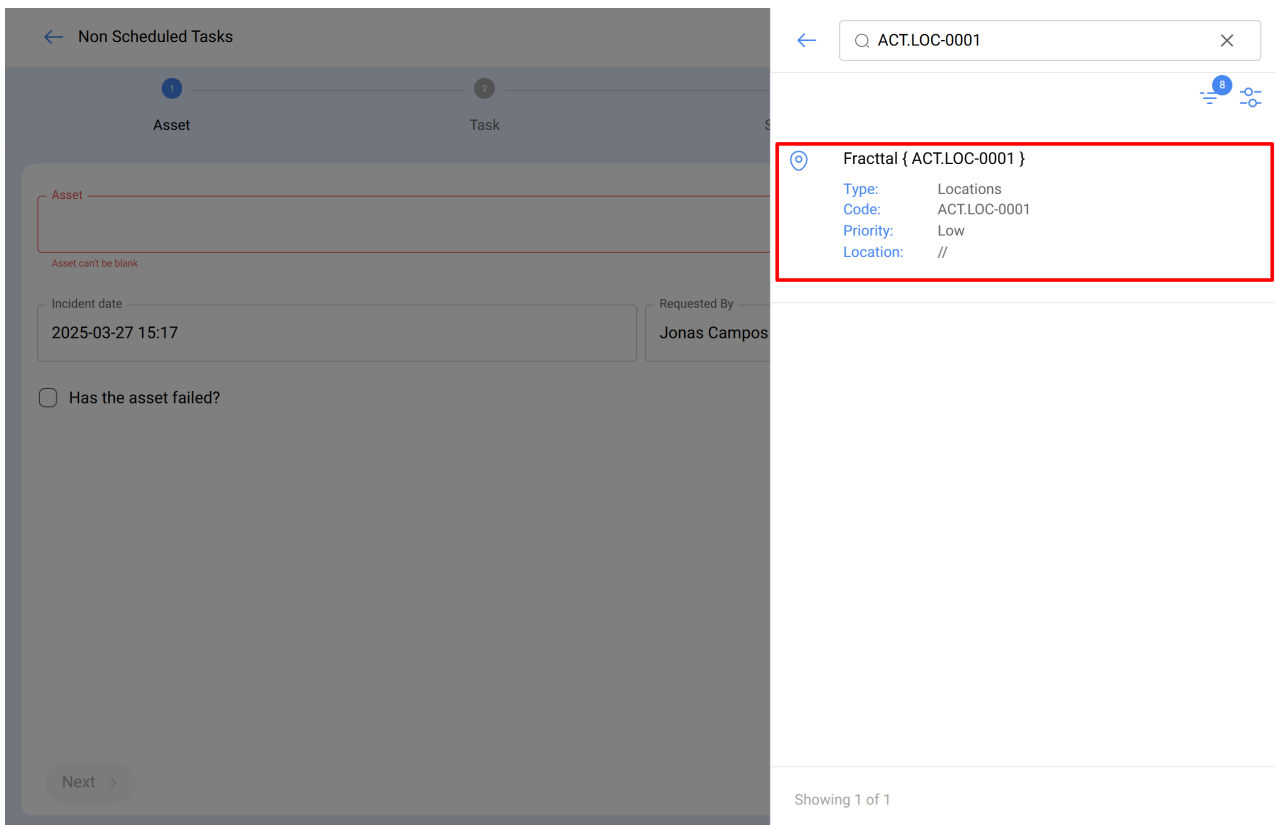 Non Scheduled Tasks
1
2
Asset
Task
S
Asset
Asset can't be blank
Incident date
2025-03-27 15:17
Requested By
Jonas Campos
Has the asset failed?
Next
ACT.LOC-0001
8
Fracttal { ACT.LOC-0001 }
Type: Locations
Code: ACT.LOC-0001
Priority: Low
Location: //
Showing 1 of 1